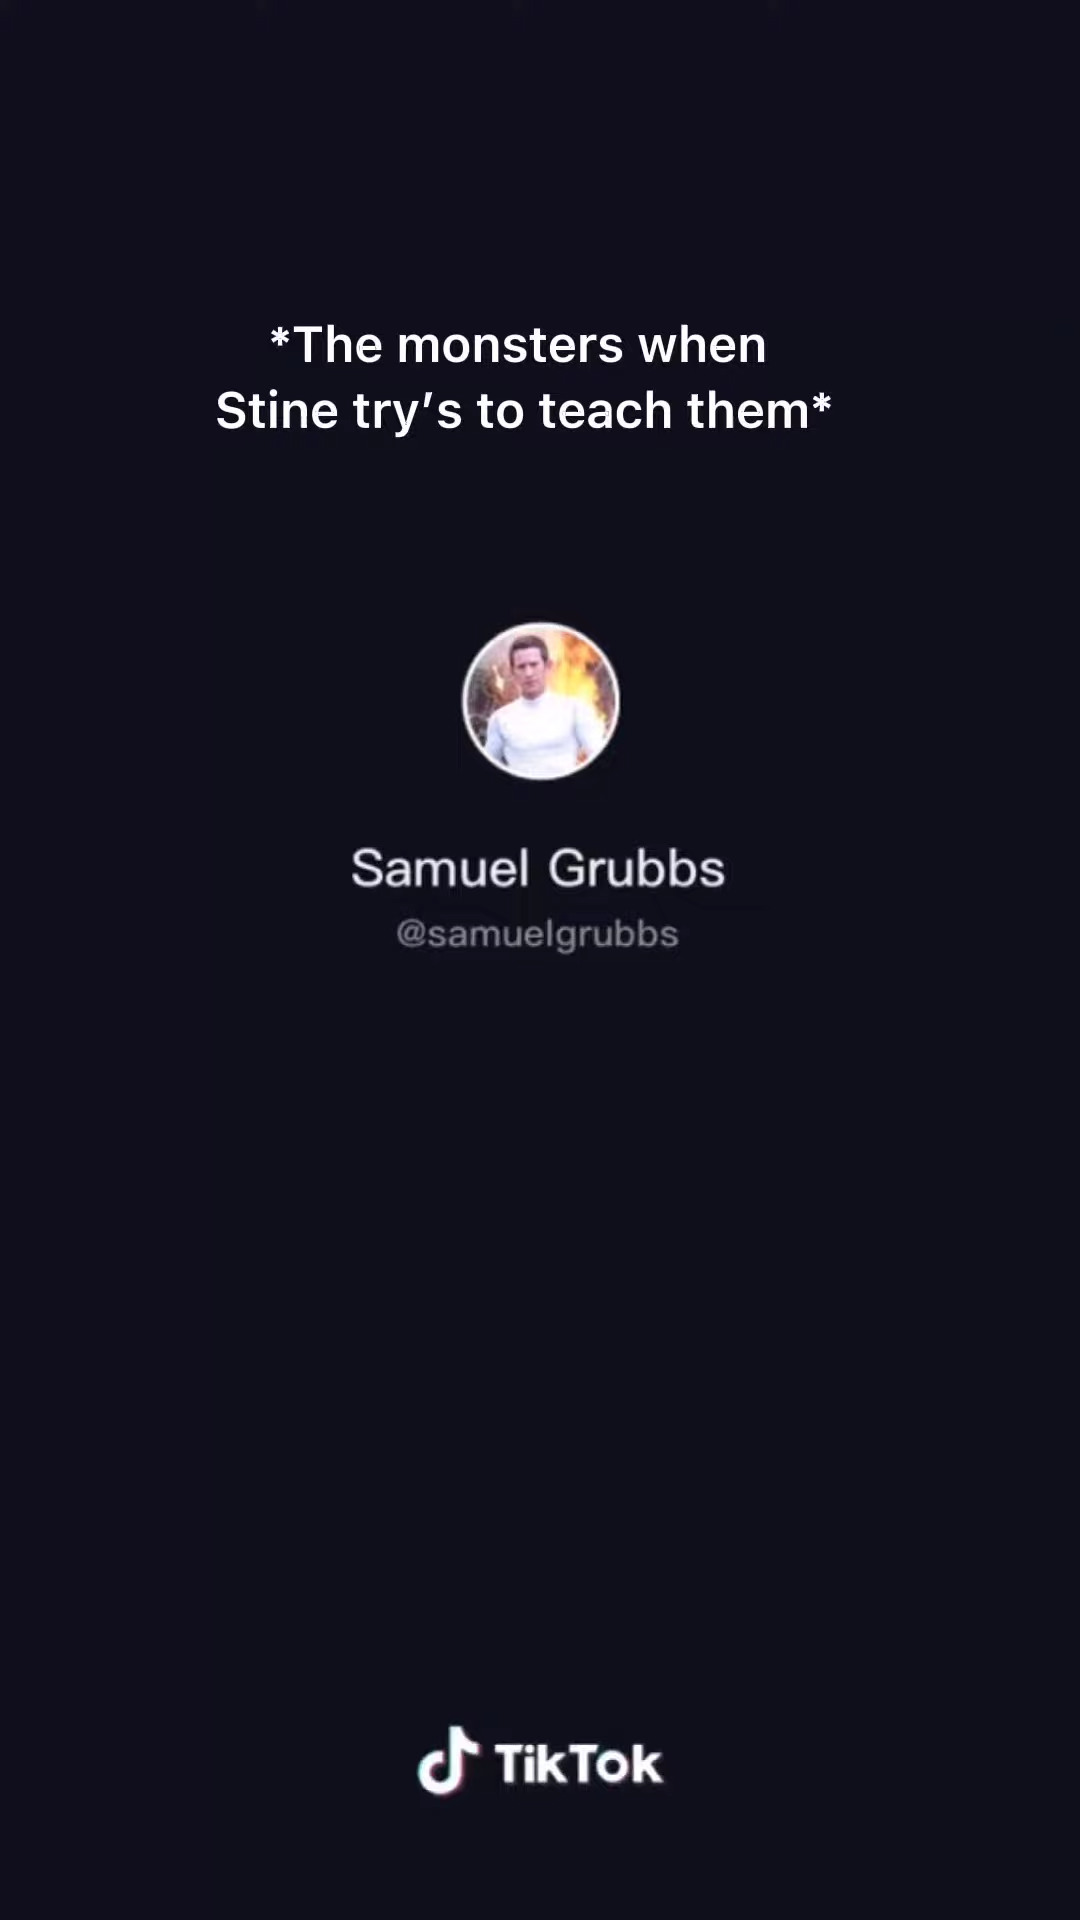 *The monsters when
Stine try’s to teach them*
Samuel Grubbs
@samuelgrubbs
TikTok